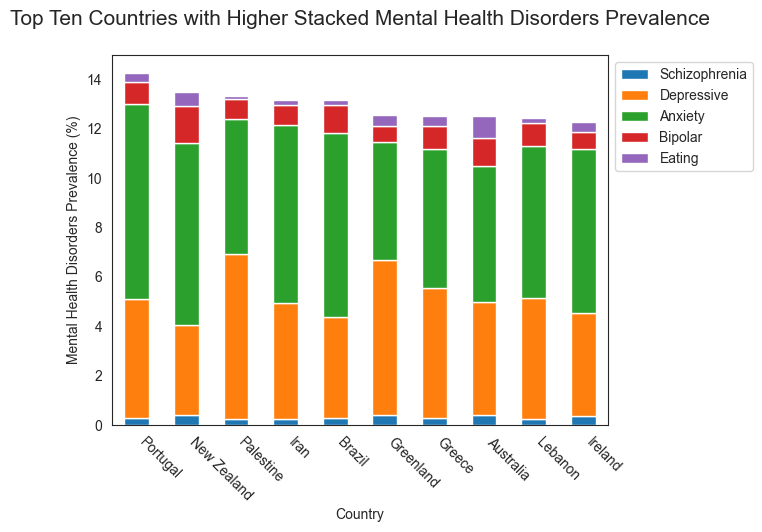 Top Ten Countries with Higher Stacked Mental Health Disorders Prevalence
Mental Health Disorders Prevalence (%)
14
12
10
8
6
4
2
0
Portugal
New Zealand
Palestine
Iran
Brazil
Greenland
Greece
Australia
Lebanon
Ireland
Country
Schizophrenia
Depressive
Anxiety
Bipolar
Eating